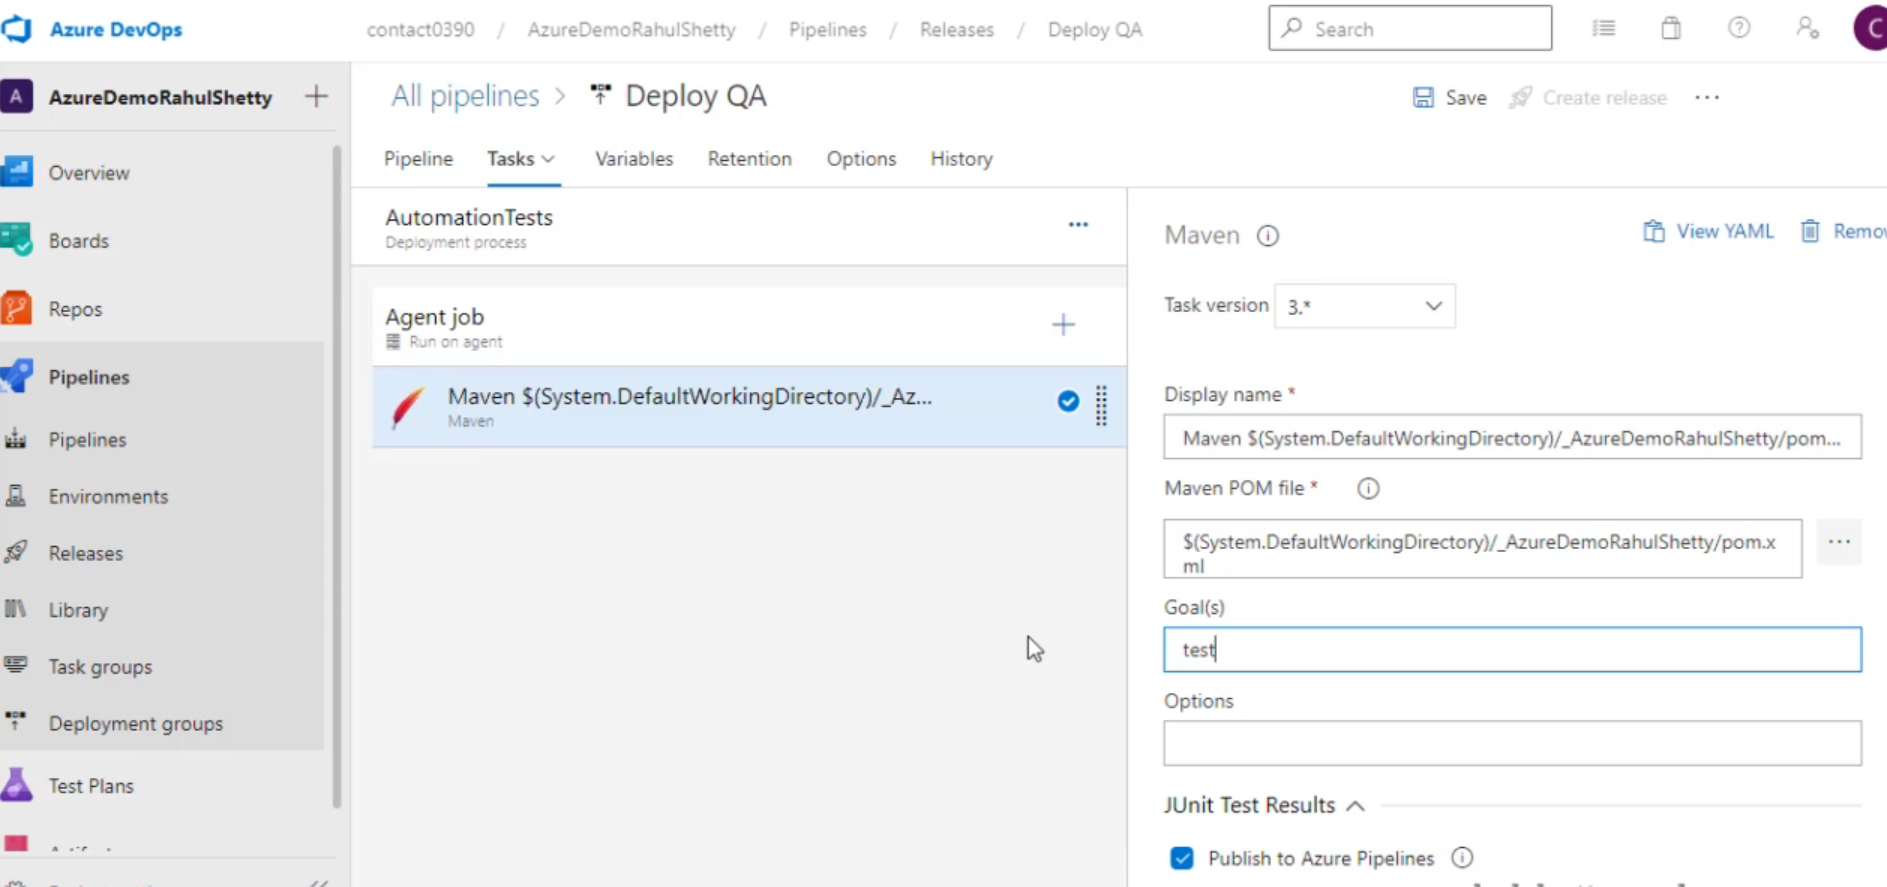 Azure DevOps
contact0390 / AzureDemoRahulShetty / Pipelines / Releases / Deploy QA
Search
C
A
AzureDemoRahulShetty
All pipelines > Deploy QA
Save
Create release
Pipeline
Tasks
Variables
Retention
Options
History
Overview
Boards
Repos
Pipelines
Pipelines
Environments
Releases
Library
Task groups
Deployment groups
Test Plans
AutomationTests
Deployment process
Agent job
Run on agent
Maven $(System.DefaultWorkingDirectory)/_Az...
Maven
Maven
View YAML
Remov
Task version
3.*
Display name *
Maven $(System.DefaultWorkingDirectory)/_AzureDemoRahulShetty/pom...
Maven POM file *
$(System.DefaultWorkingDirectory)/_AzureDemoRahulShetty/pom.x
ml
Goal(s)
test
Options
JUnit Test Results
Publish to Azure Pipelines